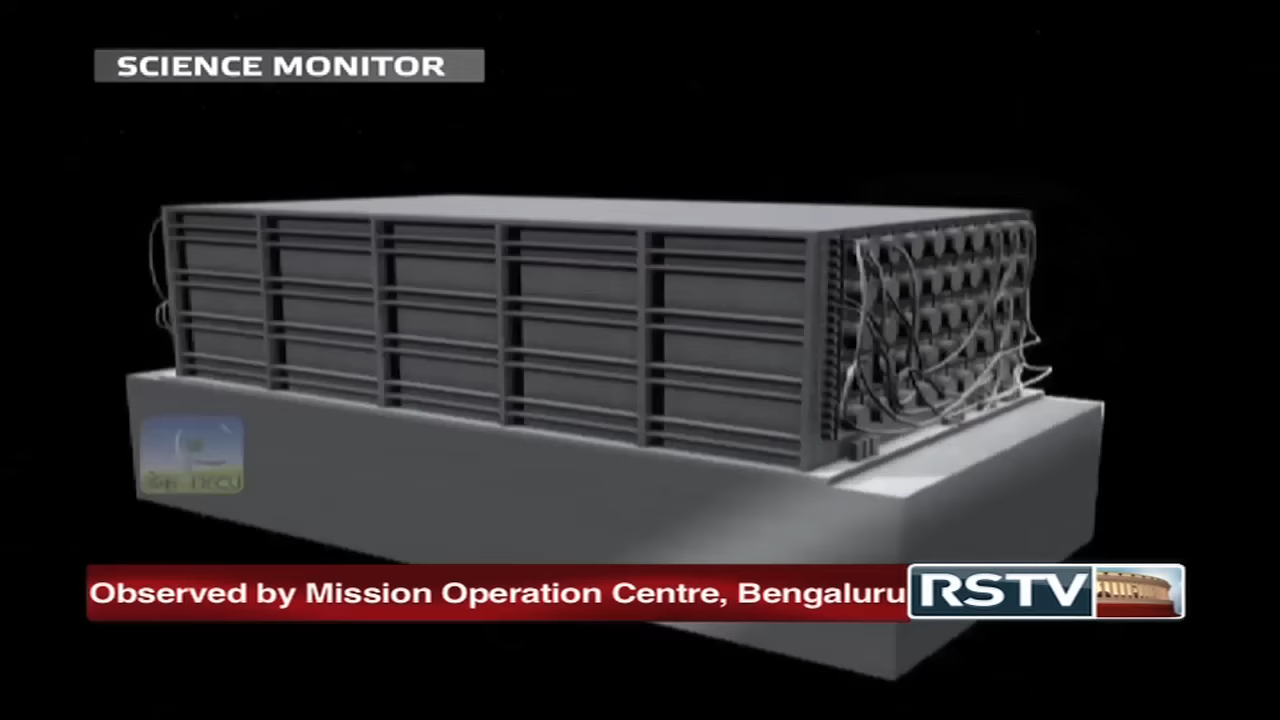 SCIENCE MONITOR
Observed by Mission Operation Centre, Bengaluru
RSTV